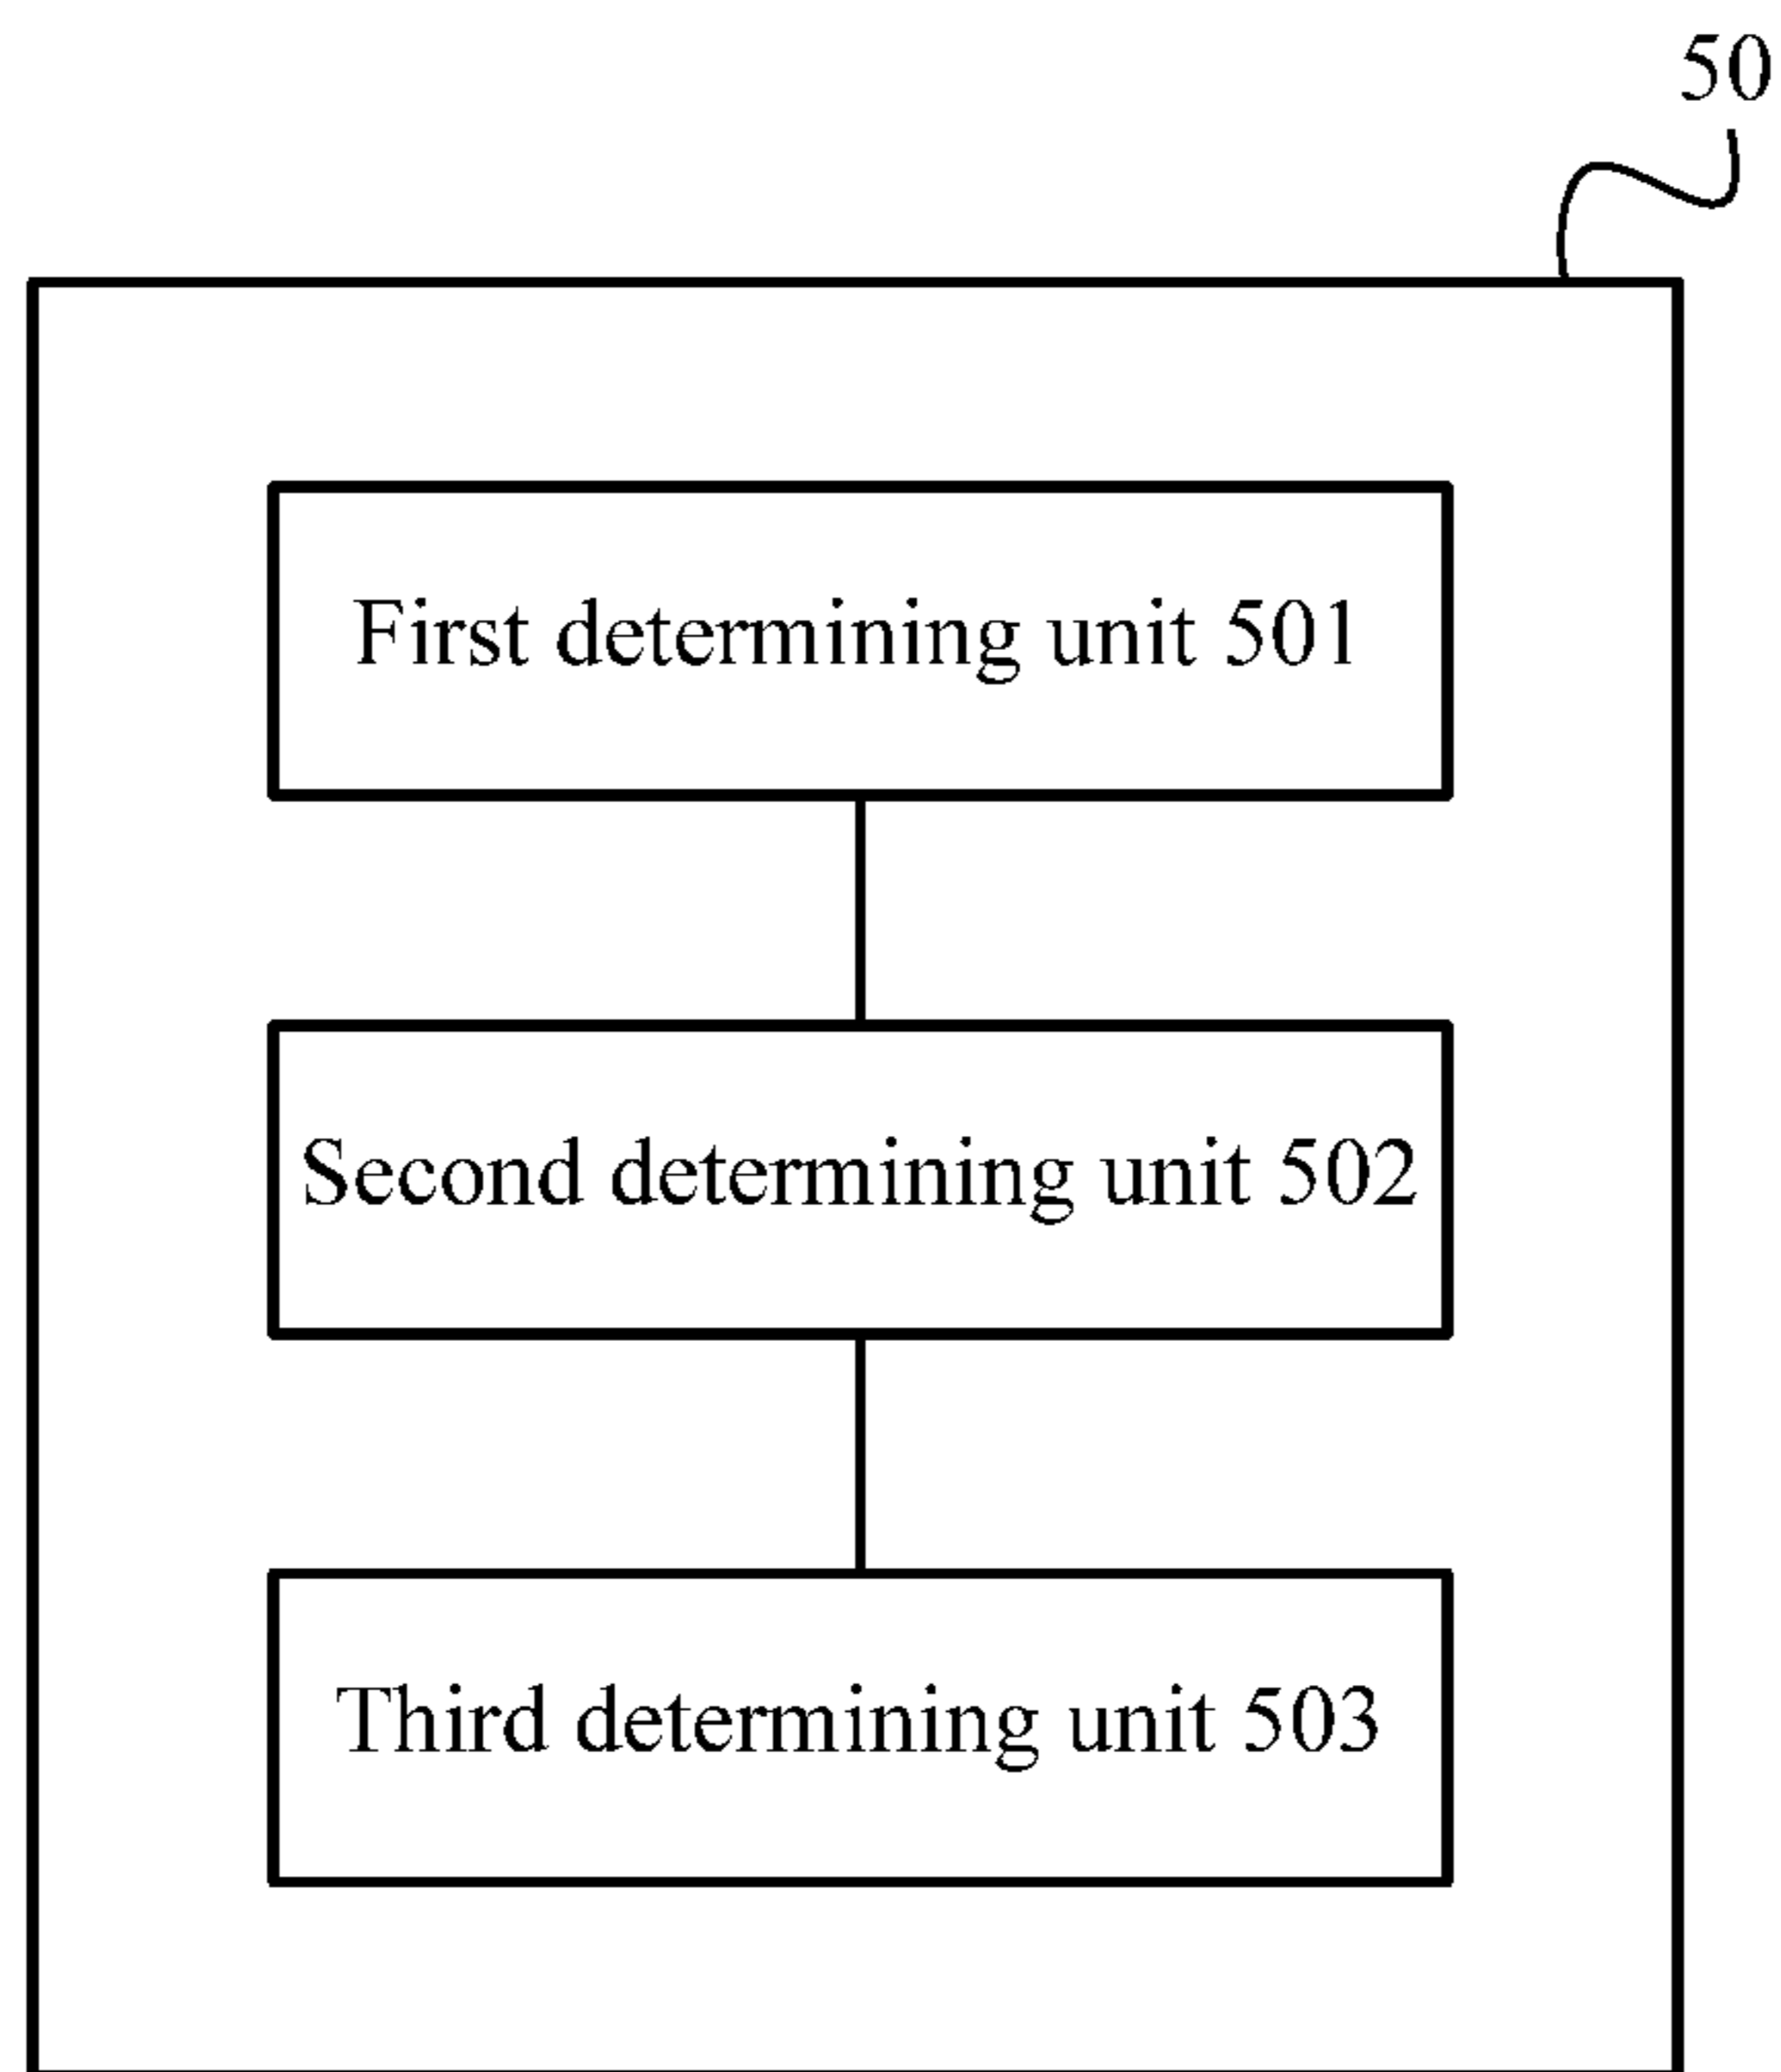 50
First determining unit 501
Second determining unit 502
Third determining unit 503